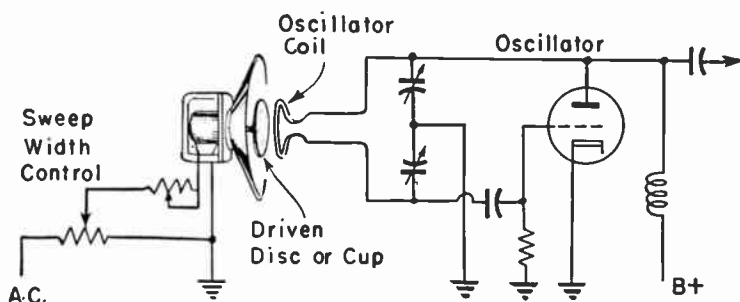 Oscillator
Coil
Oscillator
Sweep
Width
Control
Driven
Disc or Cup
A.C.
B+